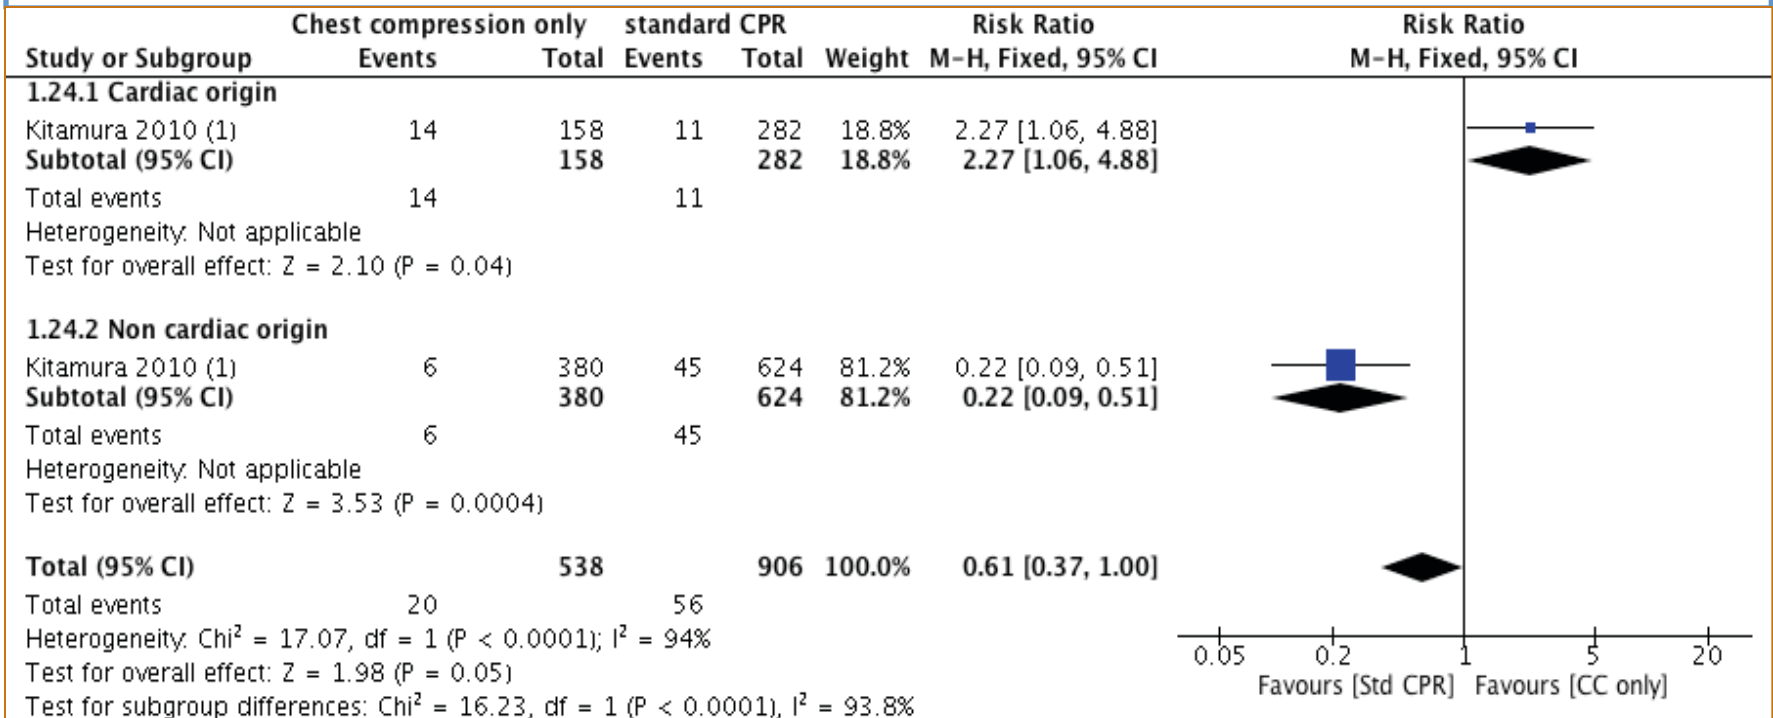 Chest compression only standard CPR Risk Ratio Risk Ratio
Study or Subgroup Events Total Events Total Weight M-H, Fixed, 95% CI M-H, Fixed, 95% CI
1.24.1 Cardiac origin
Kitamura 2010 (1) 14 158 11 282 18.8% 2.27 [1.06, 4.88]
Subtotal (95% CI) 158 282 18.8% 2.27 [1.06, 4.88]
Total events 14 11
Heterogeneity: Not applicable
Test for overall effect: Z = 2.10 (P = 0.04)
1.24.2 Non cardiac origin
Kitamura 2010 (1) 6 380 45 624 81.2% 0.22 [0.09, 0.51]
Subtotal (95% CI) 380 624 81.2% 0.22 [0.09, 0.51]
Total events 6 45
Heterogeneity: Not applicable
Test for overall effect: Z = 3.53 (P = 0.0004)
Total (95% CI) 538 906 100.0% 0.61 [0.37, 1.00]
Total events 20 56
Heterogeneity: Chi² = 17.07, df = 1 (P < 0.0001); I² = 94%
Test for overall effect: Z = 1.98 (P = 0.05)
Test for subgroup differences: Chi² = 16.23, df = 1 (P < 0.0001), I² = 93.8%
0.05 0.2 1 5 20
Favours [Std CPR] Favours [CC only]